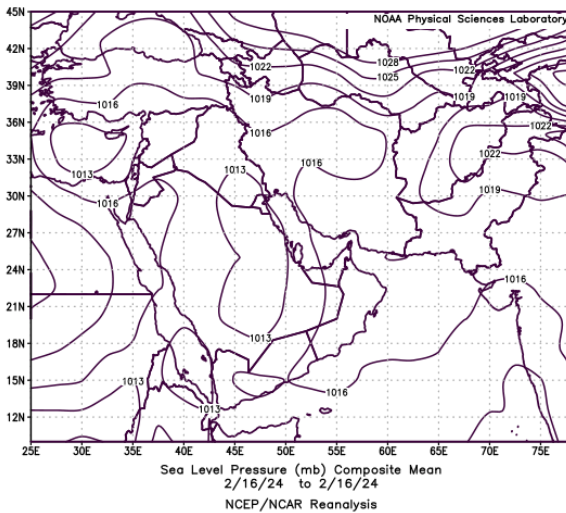 NOAA Physical Sciences Laboratory
45N
42N
39N
36N
33N
30N
27N
24N
21N
18N
15N
12N
1028
1022
1022
1025
1019
1019
1019
1016
1016
1022
1016
1022
1013
1013
1019
1016
1016
1013
1013
1016
1013
25E 30E 35E 40E 45E 50E 55E 60E 65E 70E 75E
Sea Level Pressure (mb) Composite Mean
2/16/24 to 2/16/24
NCEP/NCAR Reanalysis